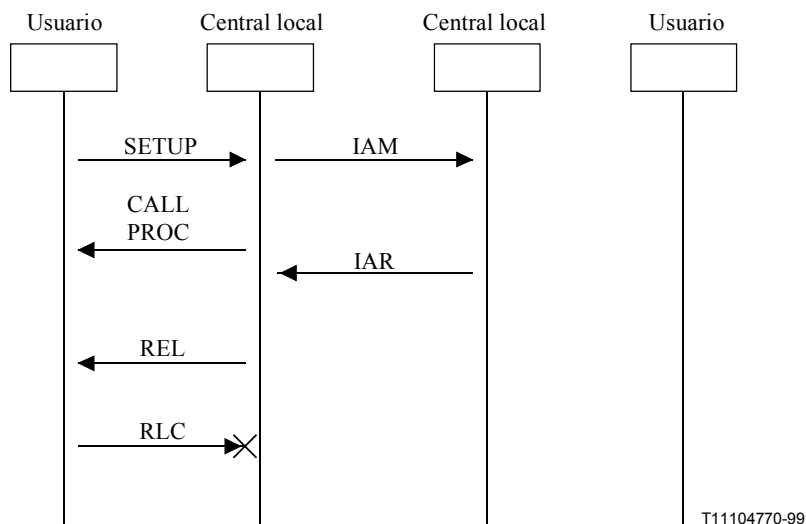 Usuario Central local Central local Usuario
SETUP IAM
CALL
PROC
IAR
REL
RLC
T11104770-99